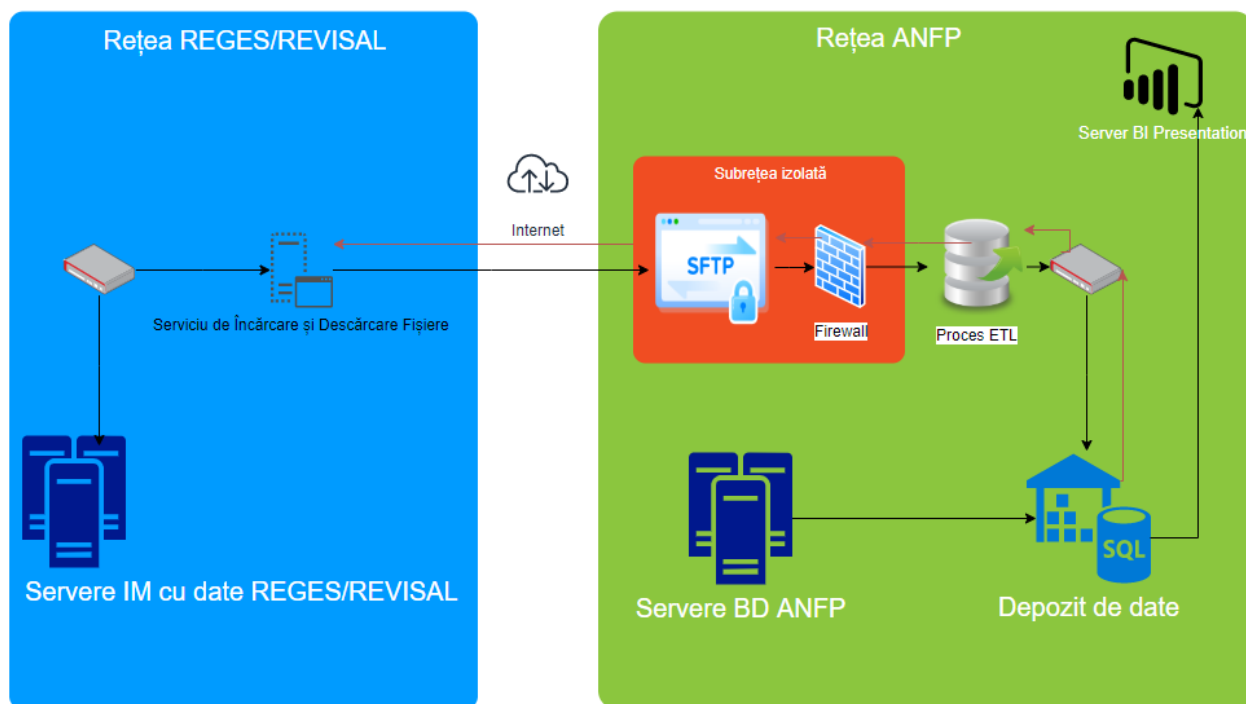 Rețea REGES/REVISAL
Rețea ANFP
Server BI Presentation
Subrețea izolată
Internet
SFTP
Serviciu de Încărcare și Descărcare Fișiere
Firewall
Proces ETL
SQL
Servere IM cu date REGES/REVISAL
Servere BD ANFP
Depozit de date